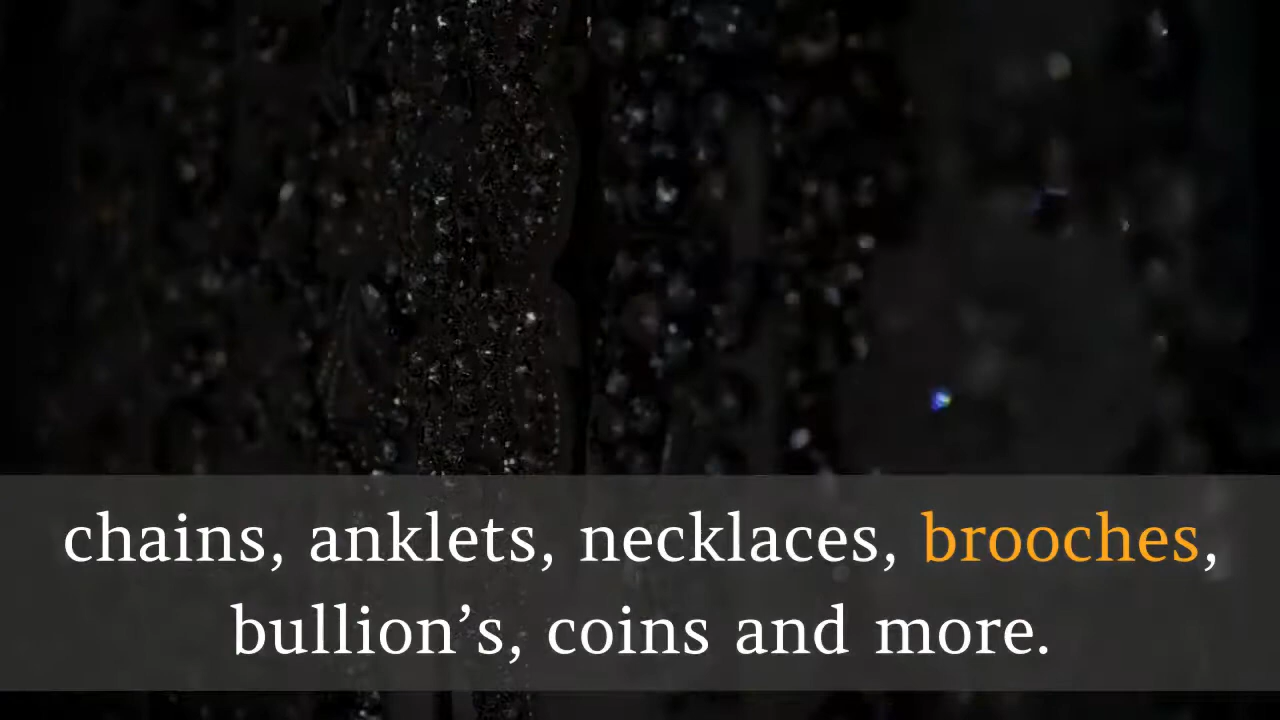 chains, anklets, necklaces, brooches,
bullion’s, coins and more.